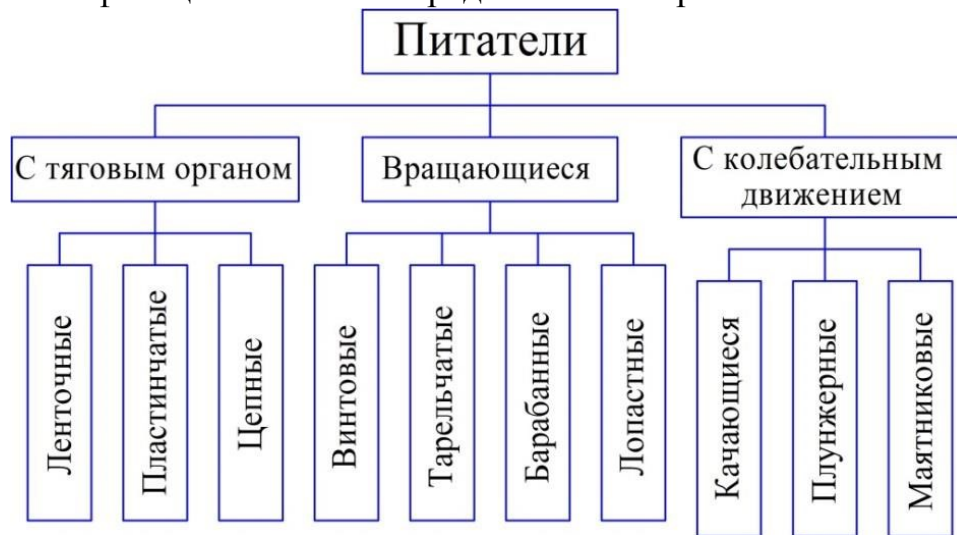 Питатели
С тяговым органом
Вращающиеся
С колебательным
движением
Ленточные
Пластинчатые
Цепные
Винтовые
Тарельчатые
Барабанные
Лопастные
Качающиеся
Плунжерные
Маятниковые